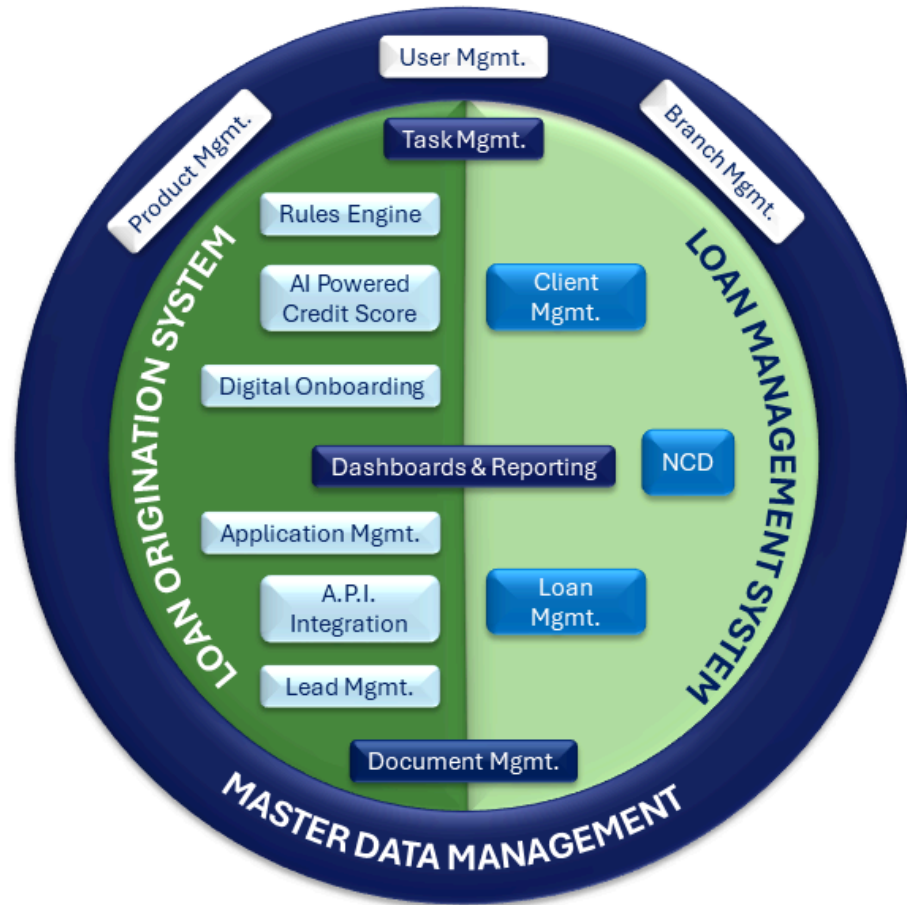 User Mgmt.
Product Mgmt.
Branch Mgmt.
Task Mgmt.
LOAN ORIGINATION SYSTEM
Rules Engine
AI Powered
Credit Score
Digital Onboarding
Dashboards & Reporting
Application Mgmt.
A.P.I.
Integration
Lead Mgmt.
Document Mgmt.
Client
Mgmt.
NCD
Loan
Mgmt.
LOAN MANAGEMENT SYSTEM
MASTER DATA MANAGEMENT